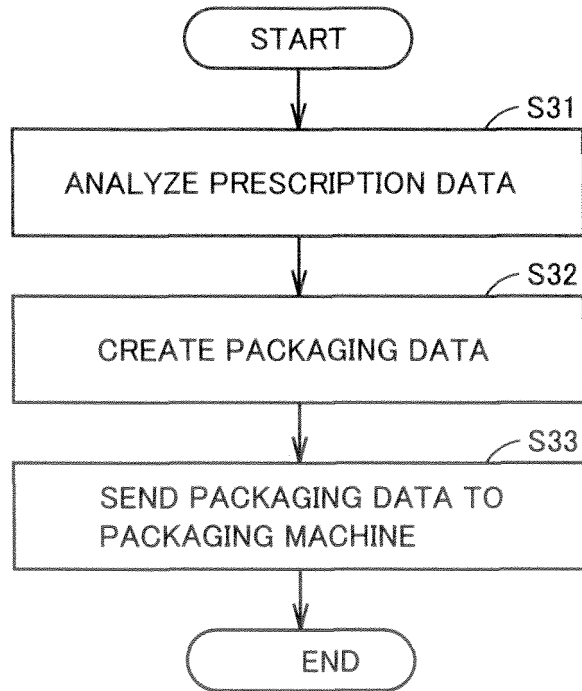 START
S31
ANALYZE PRESCRIPTION DATA
S32
CREATE PACKAGING DATA
S33
SEND PACKAGING DATA TO
PACKAGING MACHINE
END